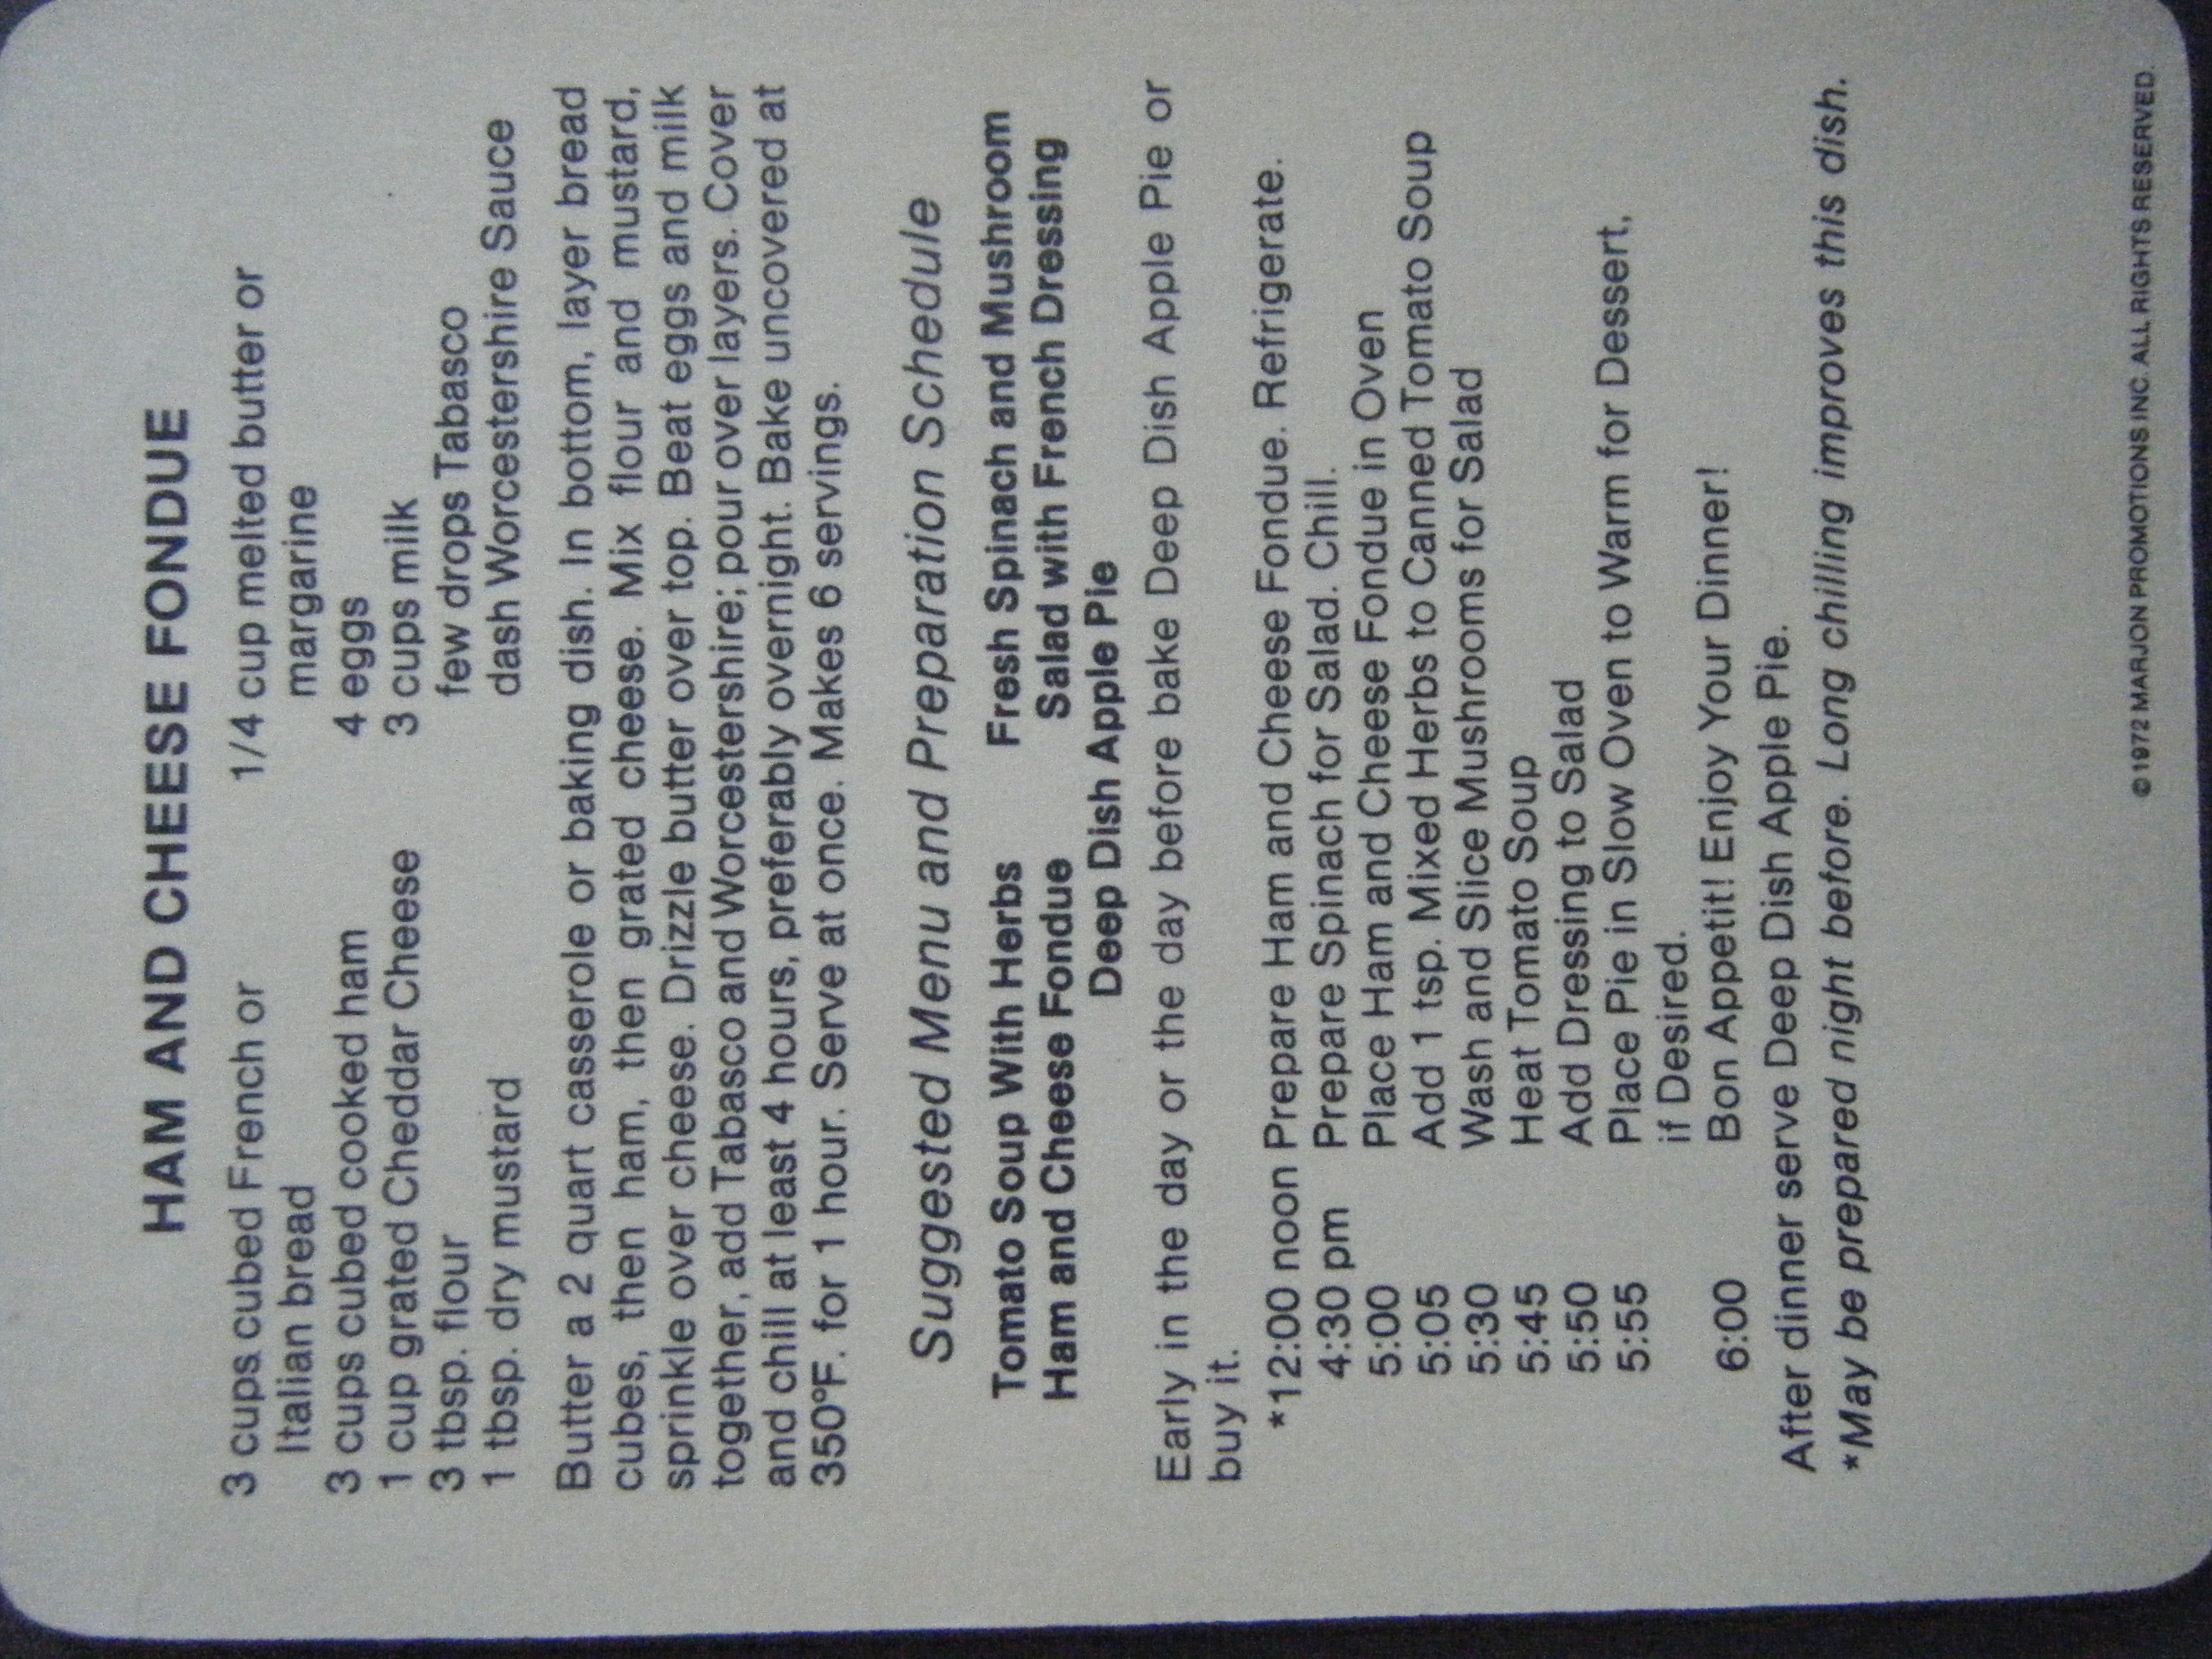 HAM AND CHEESE FONDUE
3 cups cubed French or
Italian bread
3 cups cubed cooked ham
1 cup grated Cheddar Cheese
3 tbsp. flour
1 tbsp. dry mustard
1/4 cup melted butter or
margarine
4 eggs
3 cups milk
few drops Tabasco
dash Worcestershire Sauce
Butter a 2 quart casserole or baking dish. In bottom, layer bread
cubes, then ham, then grated cheese. Mix flour and mustard,
sprinkle over cheese. Drizzle butter over top. Beat eggs and milk
together, add Tabasco and Worcestershire; pour over layers. Cover
and chill at least 4 hours, preferably overnight. Bake uncovered at
350°F. for 1 hour. Serve at once. Makes 6 servings.
Suggested Menu and Preparation Schedule
Tomato Soup With Herbs
Ham and Cheese Fondue
Fresh Spinach and Mushroom
Salad with French Dressing
Deep Dish Apple Pie
Early in the day or the day before bake Deep Dish Apple Pie or
buy it.
*12:00 noon Prepare Ham and Cheese Fondue. Refrigerate.
4:30 pm Prepare Spinach for Salad. Chill.
5:00 Place Ham and Cheese Fondue in Oven
5:05 Add 1 tsp. Mixed Herbs to Canned Tomato Soup
5:30 Wash and Slice Mushrooms for Salad
5:45 Heat Tomato Soup
5:50 Add Dressing to Salad
5:55 Place Pie in Slow Oven to Warm for Dessert,
if Desired.
6:00 Bon Appetit! Enjoy Your Dinner!
After dinner serve Deep Dish Apple Pie.
*May be prepared night before. Long chilling improves this dish.
©1972 MARJON PROMOTIONS INC. ALL RIGHTS RESERVED.